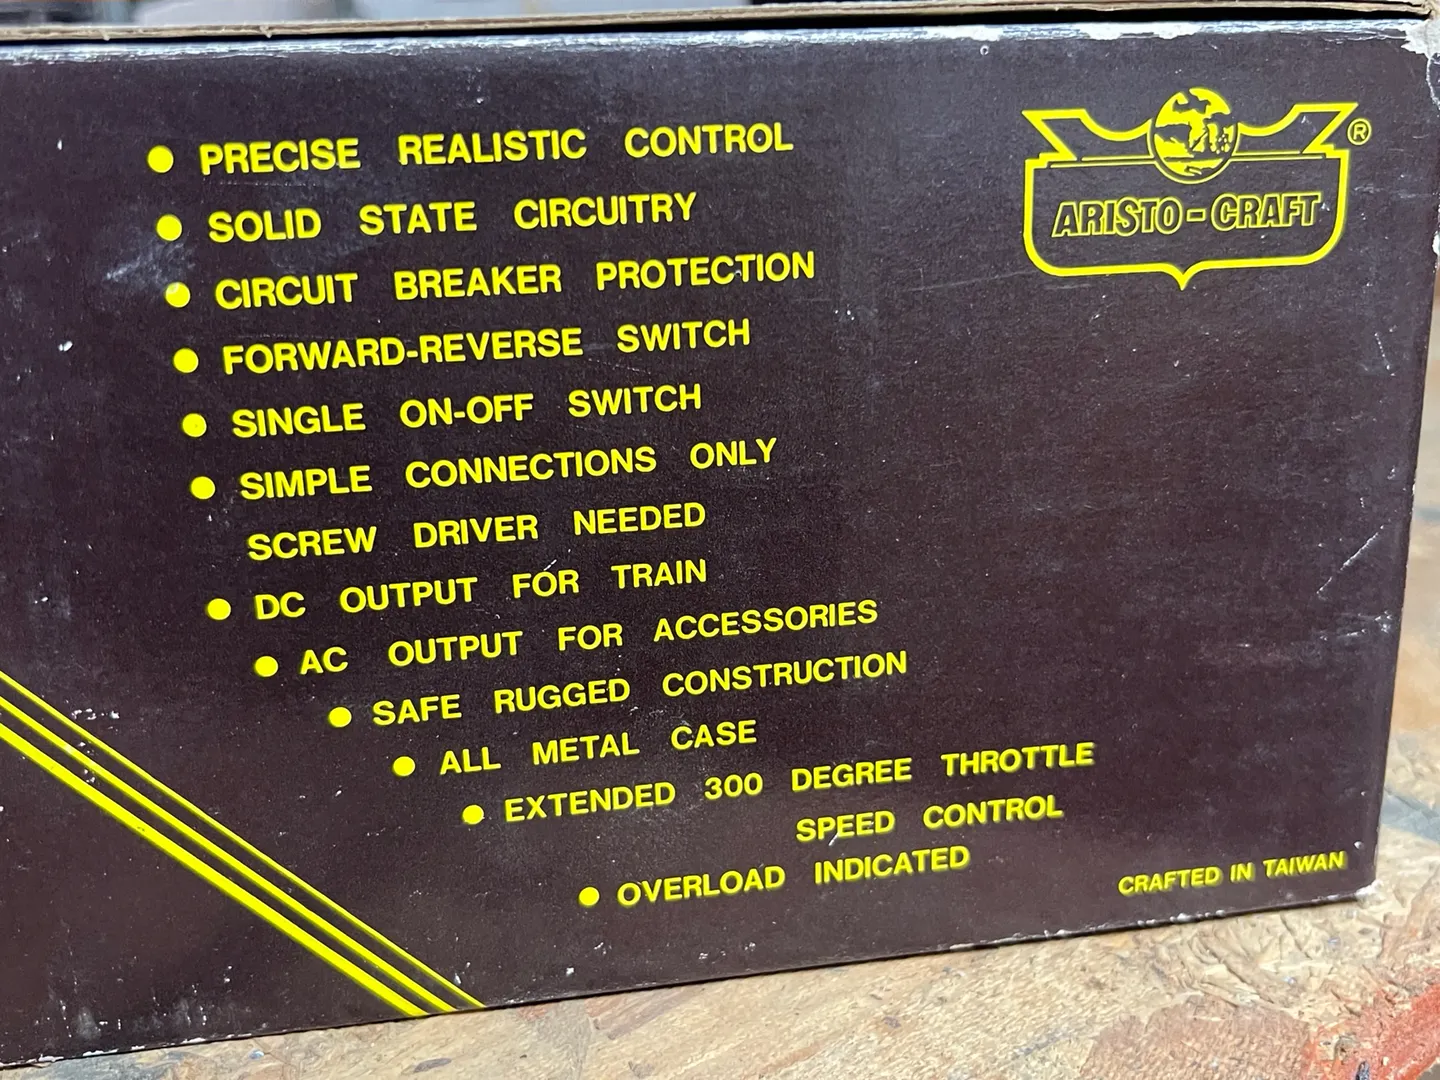 ● PRECISE REALISTIC CONTROL
● SOLID STATE CIRCUITRY
● CIRCUIT BREAKER PROTECTION
● FORWARD-REVERSE SWITCH
● SINGLE ON-OFF SWITCH
● SIMPLE CONNECTIONS ONLY
SCREW DRIVER NEEDED
● DC OUTPUT FOR TRAIN
● AC OUTPUT FOR ACCESSORIES
● SAFE RUGGED CONSTRUCTION
● ALL METAL CASE
● EXTENDED 300 DEGREE THROTTLE
SPEED CONTROL
● OVERLOAD INDICATED
ARISTO-CRAFT ®
CRAFTED IN TAIWAN